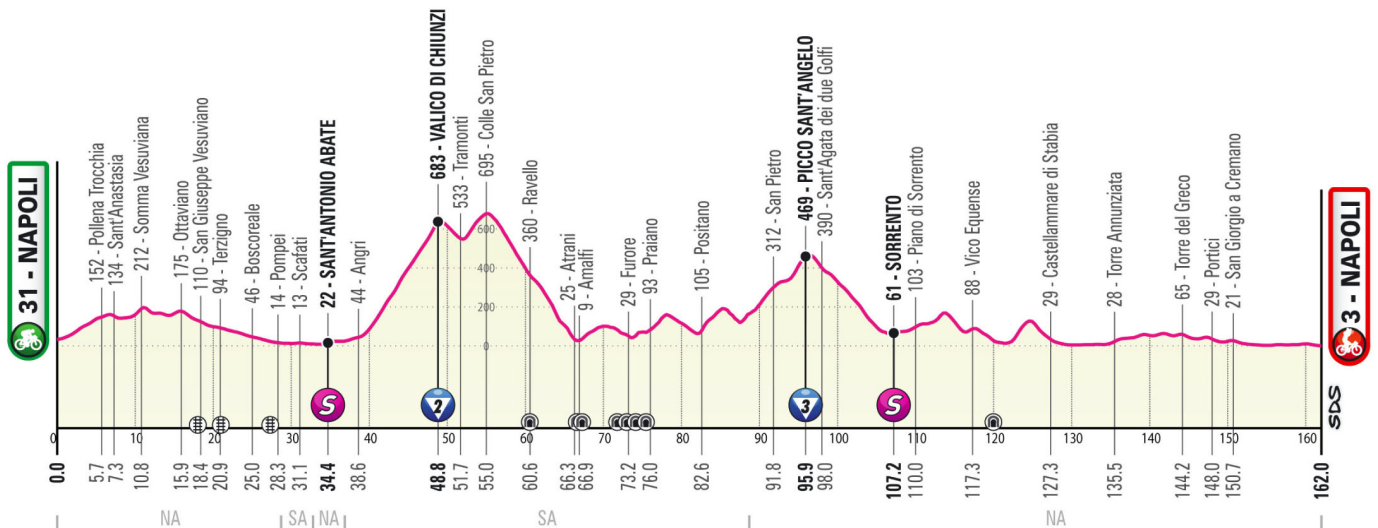 31 - NAPOLI
152 - Pollena Trocchia
134 - Sant'Anastasia
212 - Somma Vesuviana
175 - Ottaviano
110 - San Giuseppe Vesuviano
94 - Terzigno
46 - Boscoreale
14 - Pompei
13 - Scafati
22 - SANT'ANTONIO ABATE
44 - Angri
683 - VALICO DI CHIUNZI
533 - Tramonti
695 - Colle San Pietro
360 - Ravello
25 - Atrani
9 - Amalfi
29 - Furore
93 - Praiano
105 - Positano
312 - San Pietro
469 - PICCO SANT'ANGELO
390 - Sant'Agata dei due Golfi
61 - SORRENTO
103 - Piano di Sorrento
88 - Vico Equense
29 - Castellammare di Stabia
28 - Torre Annunziata
65 - Torre del Greco
29 - Portici
21 - San Giorgio a Cremano
3 - NAPOLI
600
400
200
0
S
2
3
S
SDS
0 10 20 30 40 50 60 70 80 90 100 110 120 130 140 150 160
0.0
5.7
7.3
10.8
15.9
18.4
20.9
25.0
28.3
31.1
34.4
38.6
48.8
51.7
55.0
60.6
66.3
66.9
73.2
76.0
82.6
91.8
95.9
98.0
107.2
110.0
117.3
127.3
135.5
144.2
148.0
150.7
162.0
NA SA NA SA NA